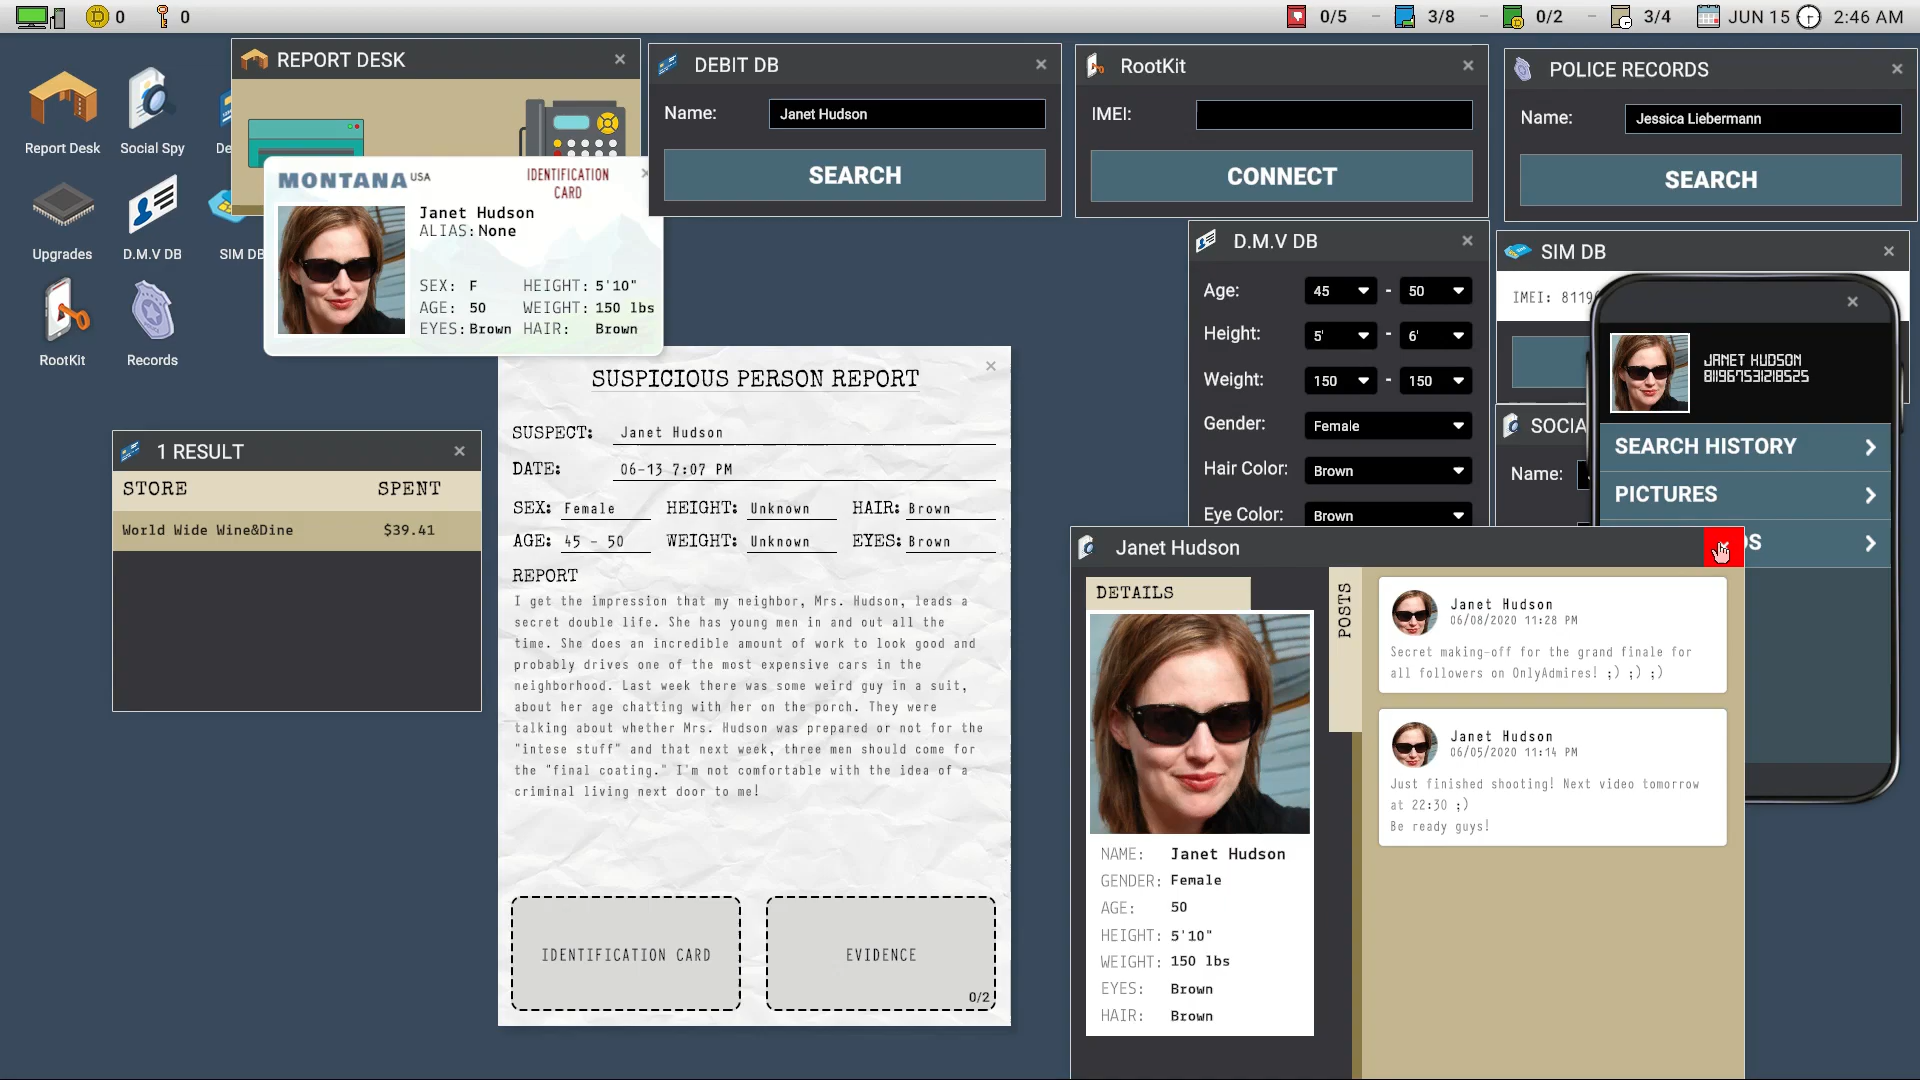 0
0
0/5
3/8
0/2
3/4
JUN 15
2:46 AM
Report Desk
Social Spy
De
Upgrades
D.M.V DB
SIM DB
RootKit
Records
REPORT DESK
MONTANA USA
IDENTIFICATION
CARD
Janet Hudson
ALIAS: None
SEX: F
HEIGHT: 5'10"
AGE: 50
WEIGHT: 150 lbs
EYES: Brown
HAIR: Brown
DEBIT DB
Name: Janet Hudson
SEARCH
RootKit
IMEI:
CONNECT
POLICE RECORDS
Name: Jessica Liebermann
SEARCH
D.M.V DB
Age: 45 - 50
Height: 5' - 6'
Weight: 150 - 150
Gender: Female
Hair Color: Brown
Eye Color: Brown
SIM DB
IMEI: 8119
SOCIA
Name:
JANET HUDSON
811967531218525
SEARCH HISTORY
PICTURES
OS
1 RESULT
STORE SPENT
World Wide Wine&Dine $39.41
SUSPICIOUS PERSON REPORT
SUSPECT: Janet Hudson
DATE: 06-13 7:07 PM
SEX: Female HEIGHT: Unknown HAIR: Brown
AGE: 45 - 50 WEIGHT: Unknown EYES: Brown
REPORT
I get the impression that my neighbor, Mrs. Hudson, leads a
secret double life. She has young men in and out all the
time. She does an incredible amount of work to look good and
probably drives one of the most expensive cars in the
neighborhood. Last week there was some weird guy in a suit,
about her age chatting with her on the porch. They were
talking about whether Mrs. Hudson was prepared or not for the
"intese stuff" and that next week, three men should come for
the "final coating." I'm not comfortable with the idea of a
criminal living next door to me!
IDENTIFICATION CARD
EVIDENCE
0/2
Janet Hudson
DETAILS
NAME: Janet Hudson
GENDER: Female
AGE: 50
HEIGHT: 5'10"
WEIGHT: 150 lbs
EYES: Brown
HAIR: Brown
POSTS
Janet Hudson
06/08/2020 11:28 PM
Secret making-off for the grand finale for
all followers on OnlyAdmires! ;) ;) ;)
Janet Hudson
06/05/2020 11:14 PM
Just finished shooting! Next video tomorrow
at 22:30 ;)
Be ready guys!